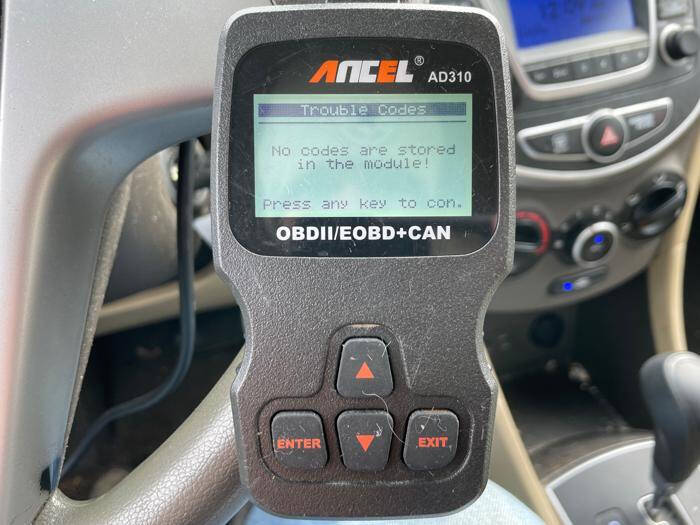 ANCEL® AD310
Trouble Codes
No codes are stored
in the module!
Press any key to con.
OBDII/EOBD+CAN
ENTER
EXIT